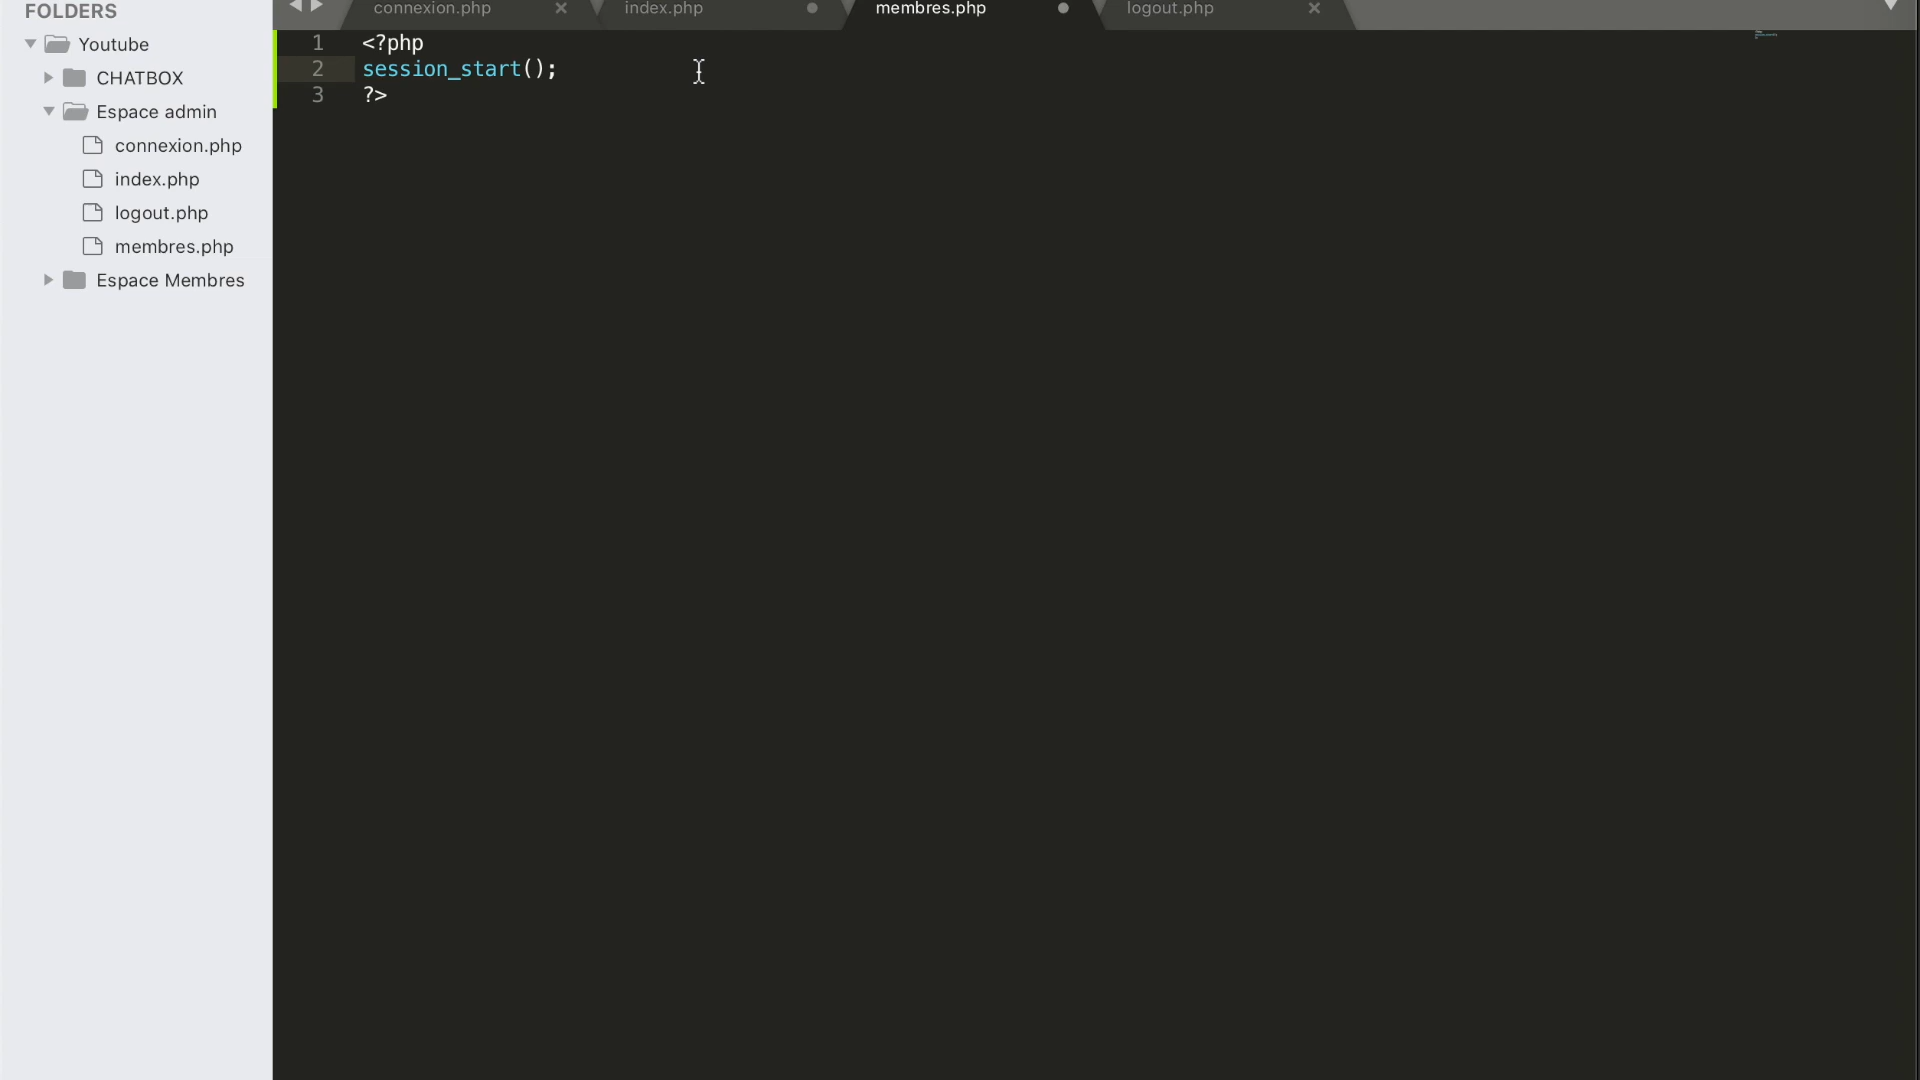 FOLDERS
Youtube
CHATBOX
Espace admin
connexion.php
index.php
logout.php
membres.php
Espace Membres
connexion.php
index.php
membres.php
logout.php
1 <?php
2 session_start();
3 ?>